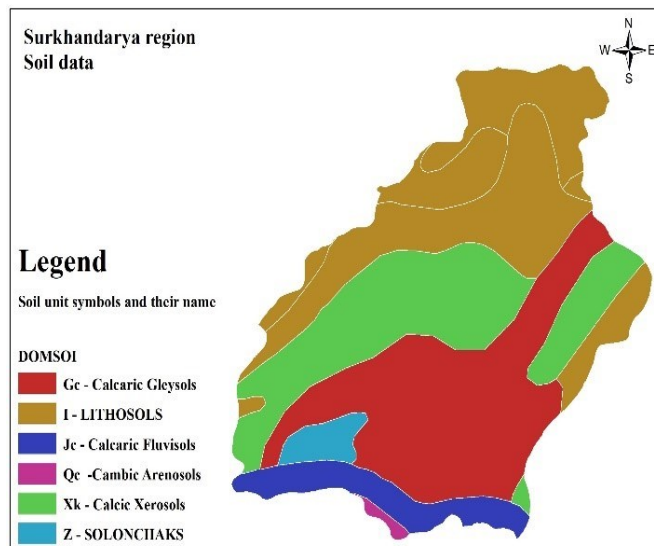 Surkhandarya region
Soil data
N
W E
S
Legend
Soil unit symbols and their name
DOMSOI
Gc - Calcaric Gleysols
I - LITHOSOLS
Jc - Calcaric Fluvisols
Qc -Cambic Arenosols
Xk - Calcic Xerosols
Z - SOLONCHAKS